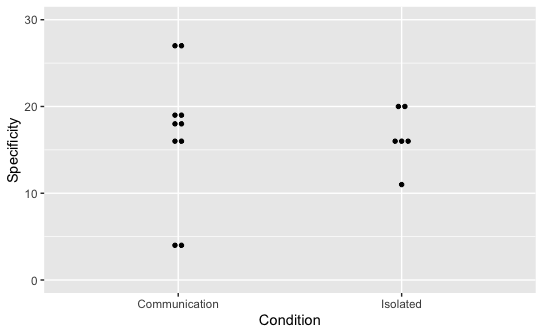 30
20
10
0
Specificity
Communication
Isolated
Condition